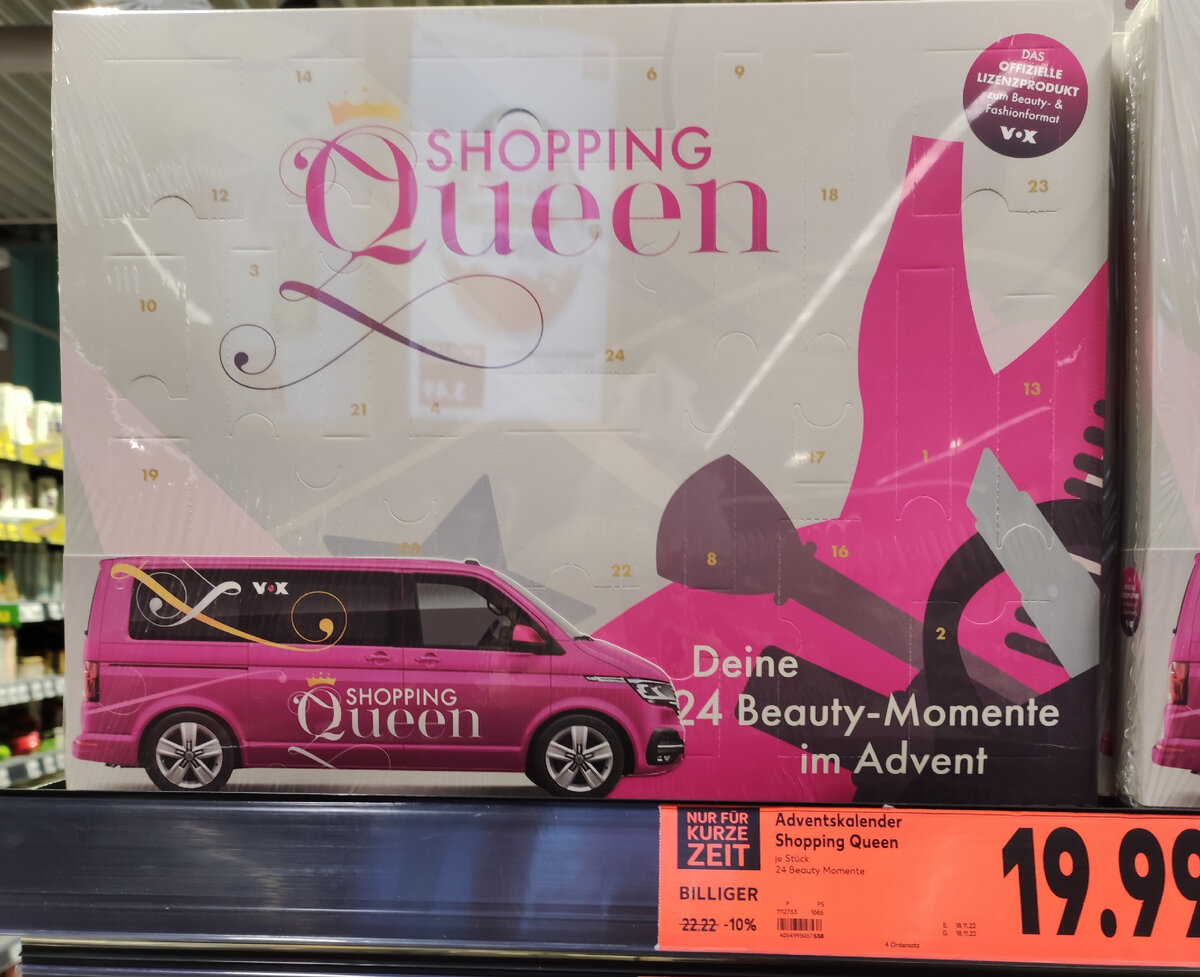 14
6
9
DAS
OFFIZIELLE
LIZENZPRODUKT
zum Beauty- &
Fashionformat
VOX
SHOPPING
Queen
12
18
23
3
10
24
13
21
4
19
17
1
20
22
8
16
2
VOX
SHOPPING
Queen
Deine
24 Beauty-Momente
im Advent
NUR FÜR
KURZE
ZEIT
BILLIGER
22.22 -10%
Adventskalender
Shopping Queen
je Stück
24 Beauty Momente
19.99